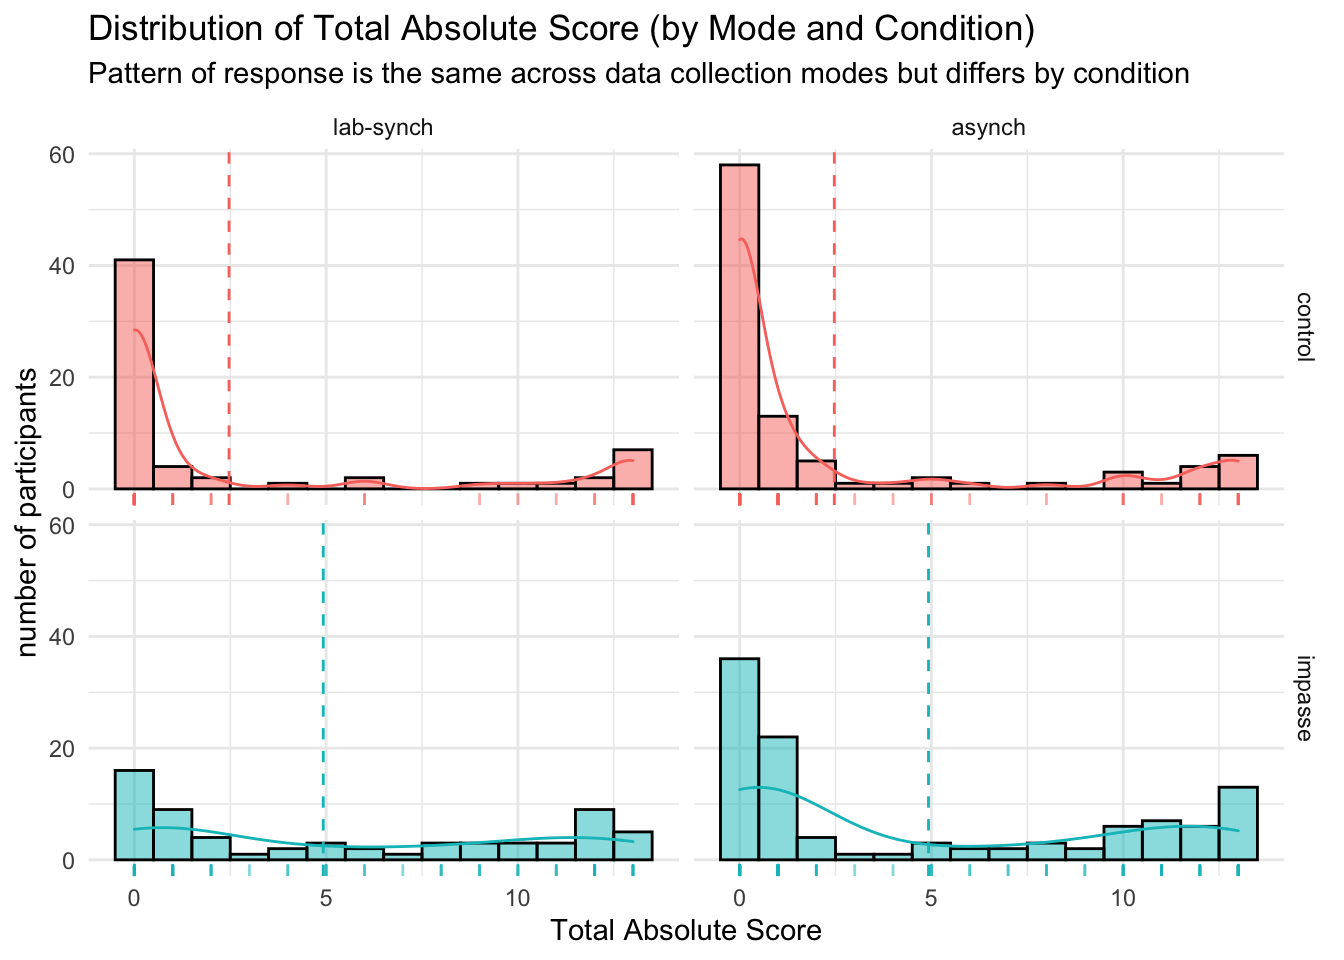 Distribution of Total Absolute Score (by Mode and Condition)
Pattern of response is the same across data collection modes but differs by condition
lab-synch
asynch
60
40
20
0
control
60
40
20
0
impasse
number of participants
0
5
10
0
5
10
Total Absolute Score